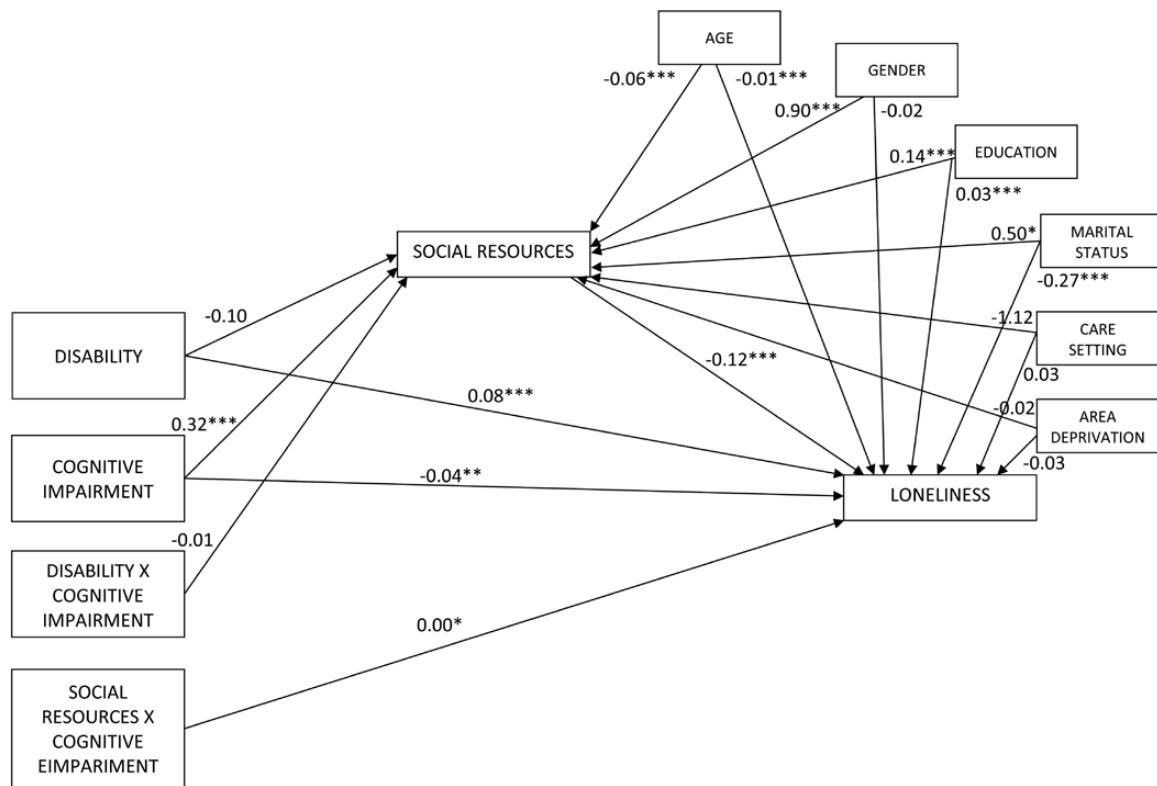 AGE
-0.06***
-0.01***
GENDER
0.90***
-0.02
EDUCATION
0.14***
0.03***
MARITAL
STATUS
0.50*
-0.27***
SOCIAL RESOURCES
CARE
SETTING
-1.12
0.03
-0.10
DISABILITY
-0.12***
0.08***
AREA
DEPRIVATION
-0.02
-0.03
0.32***
COGNITIVE
IMPAIRMENT
-0.04**
LONELINESS
-0.01
DISABILITY X
COGNITIVE
IMPAIRMENT
0.00*
SOCIAL
RESOURCES X
COGNITIVE
EIMPARIMENT